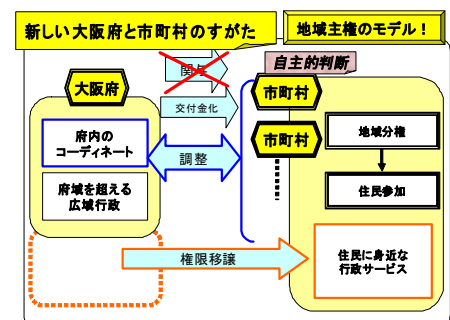 新しい大阪府と市町村のすがた
地域主権のモデル！
関与
自主的判断
大阪府
市町村
交付金化
府内の
コーディネート
調整
市町村
地域分権
府域を超える
広域行政
住民参加
権限移譲
住民に身近な
行政サービス